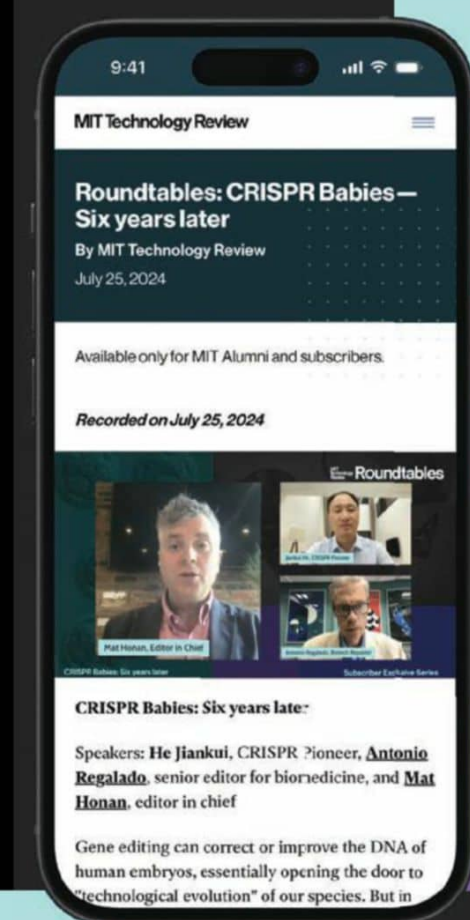 9:41
MIT Technology Review
Roundtables: CRISPR Babies—
Six years later
By MIT Technology Review
July 25, 2024
Available only for MIT Alumni and subscribers.
Recorded on July 25, 2024
Roundtables
Mat Honan, Editor in Chief
CRISPR Babies: Six years later
Subscriber Exclusive Series
CRISPR Babies: Six years later
Speakers: He Jiankui, CRISPR Pioneer, Antonio
Regalado, senior editor for biomedicine, and Mat
Honan, editor in chief
Gene editing can correct or improve the DNA of
human embryos, essentially opening the door to
"technological evolution" of our species. But in